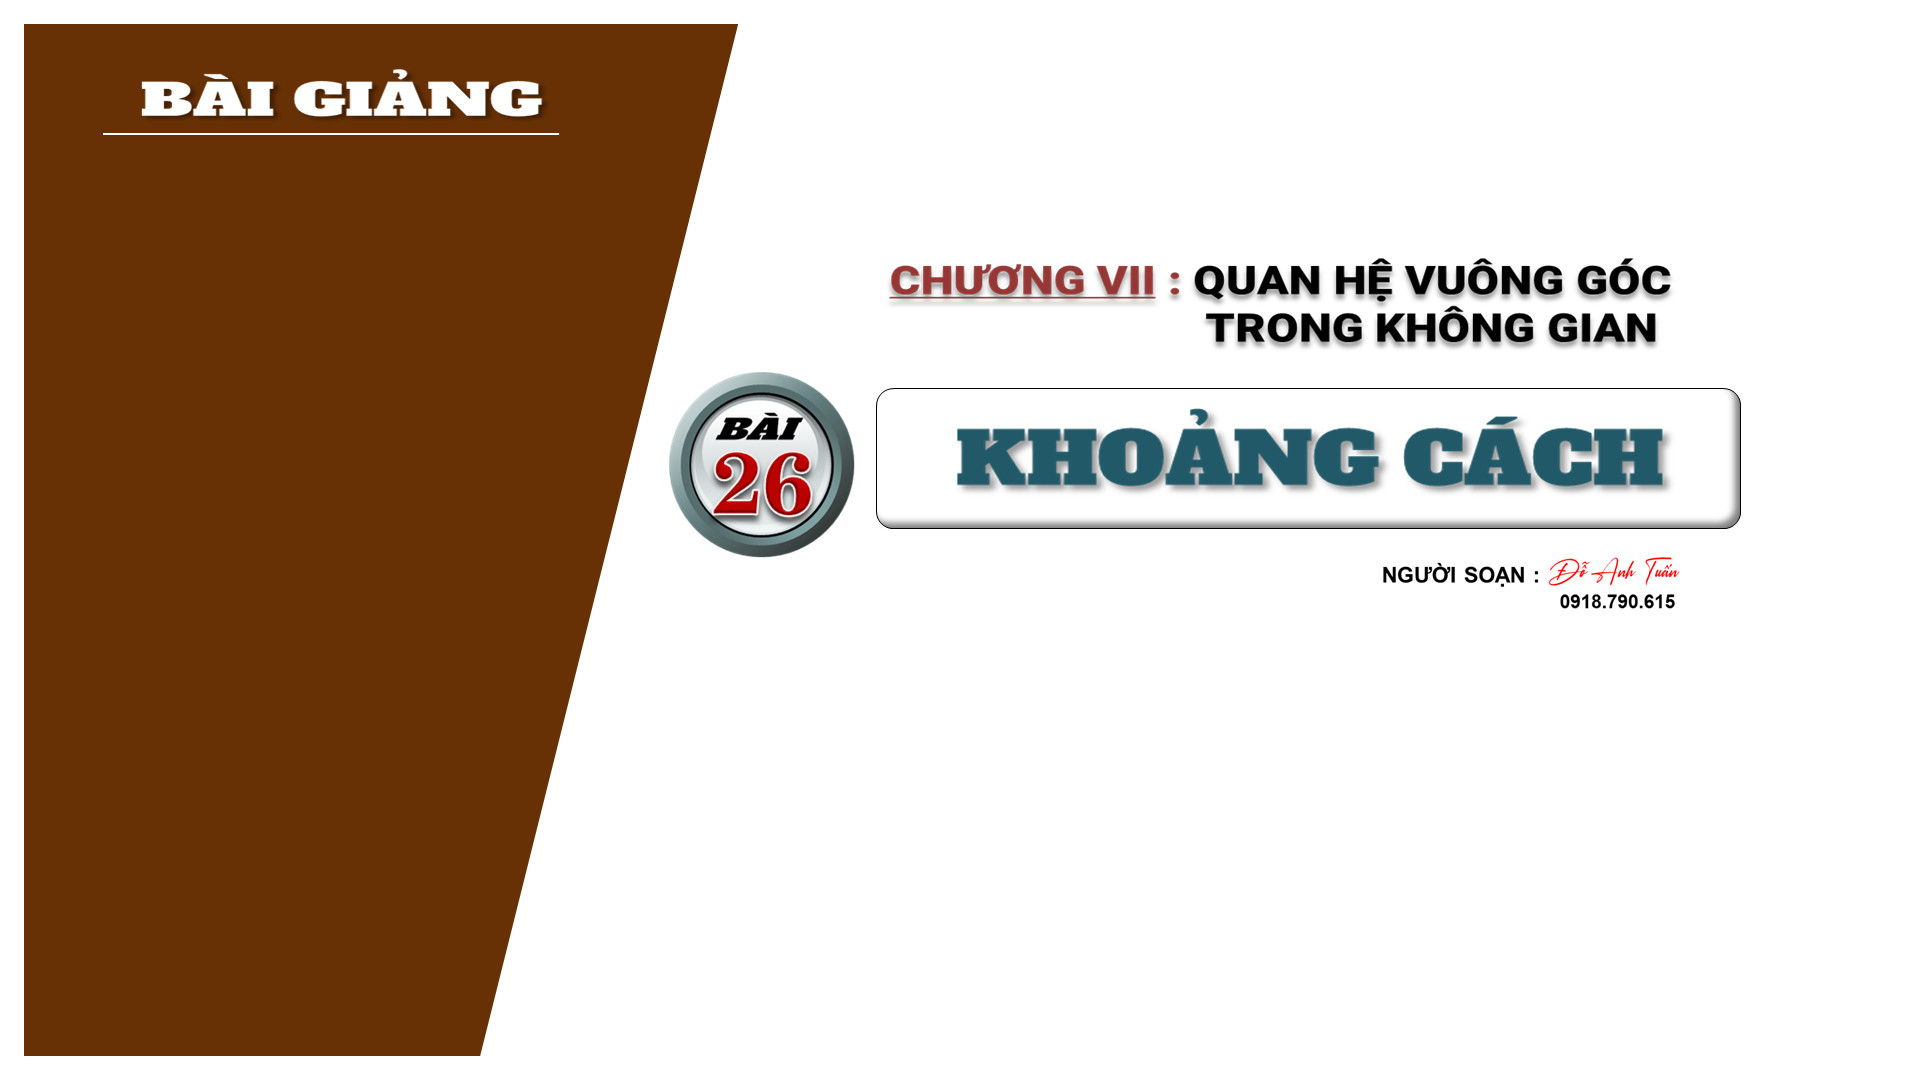 BÀI GIẢNG
CHƯƠNG VII : QUAN HỆ VUÔNG GÓC
TRONG KHÔNG GIAN
BÀI
26
KHOẢNG CÁCH
NGƯỜI SOẠN : Đỗ Anh Tuấn
0918.790.615